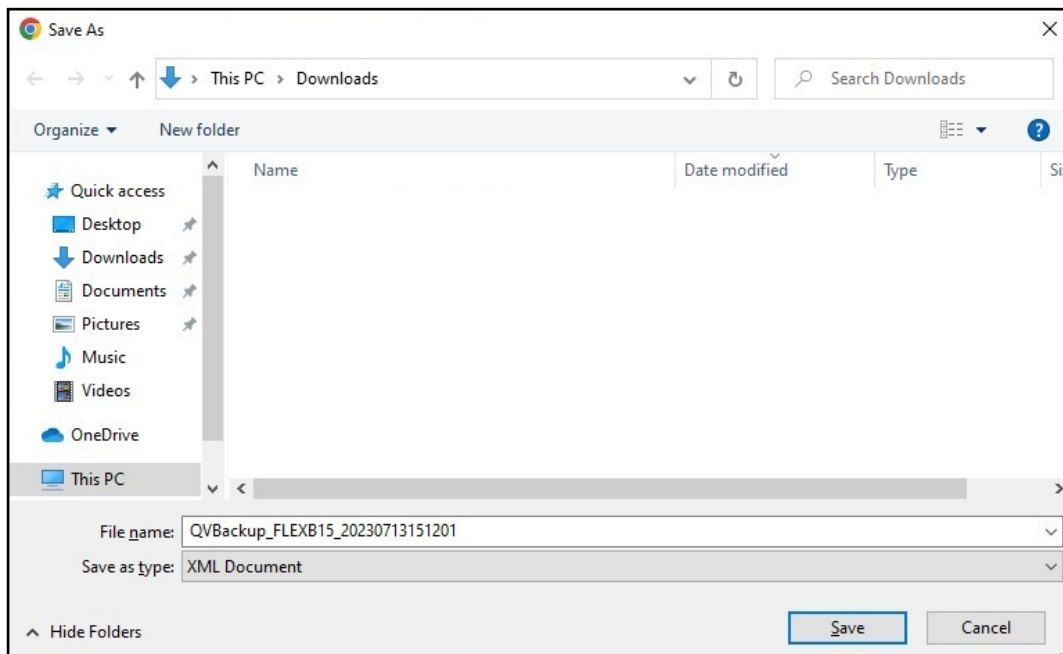 Save As
This PC > Downloads
Search Downloads
Organize
New folder
?
Name
Date modified
Type
Si
Quick access
Desktop
Downloads
Documents
Pictures
Music
Videos
OneDrive
This PC
File name: QVBackup_FLEXB15_20230713151201
Save as type: XML Document
Hide Folders
Save
Cancel